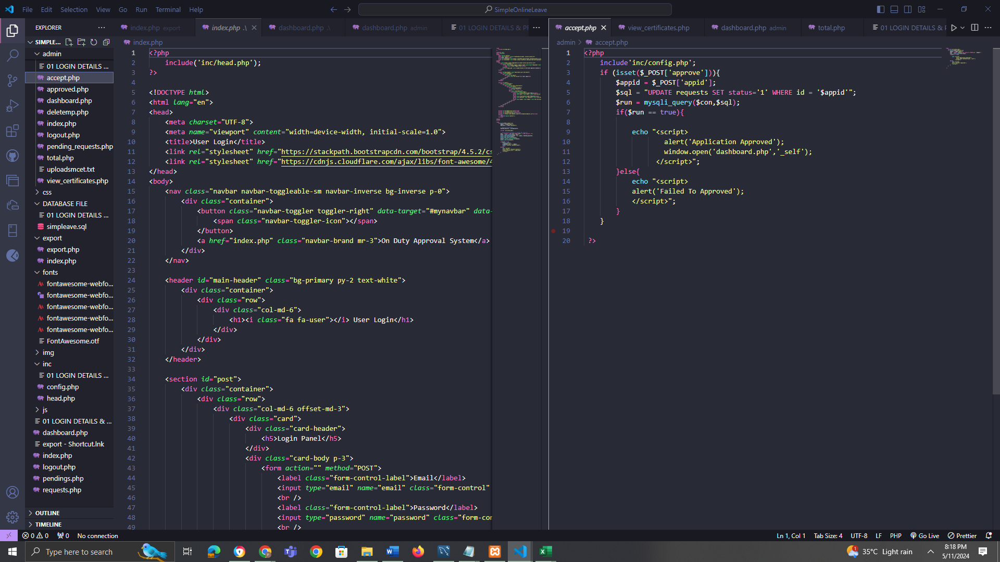 File Edit Selection View Go Run Terminal Help
SimpleOnlineLeave
EXPLORER
SIMPLE...
admin
01 LOGIN DETAILS ...
accept.php
approved.php
dashboard.php
deletemp.php
index.php
logout.php
pending_requests.php
total.php
uploadsmcet.txt
view_certificates.php
css
DATABASE FILE
01 LOGIN DETAILS ...
simpleave.sql
export
export.php
index.php
fonts
fontawesome-webfo...
fontawesome-webfo...
fontawesome-webfo...
fontawesome-webfo...
fontawesome-webfo...
FontAwesome.otf
img
inc
01 LOGIN DETAILS ...
config.php
head.php
js
01 LOGIN DETAILS & ...
dashboard.php
export - Shortcut.lnk
index.php
logout.php
pendings.php
requests.php
OUTLINE
TIMELINE
index.php export
index.php .\
dashboard.php .\
dashboard.php admin
01 LOGIN DETAILS & PR
index.php
1 <?php
2 include('inc/head.php');
3 ?>
4
5 <!DOCTYPE html>
6 <html lang="en">
7 <head>
8 <meta charset="UTF-8">
9 <meta name="viewport" content="width=device-width, initial-scale=1.0">
10 <title>User Login</title>
11 <link rel="stylesheet" href="https://stackpath.bootstrapcdn.com/bootstrap/4.5.2/cs
12 <link rel="stylesheet" href="https://cdnjs.cloudflare.com/ajax/libs/font-awesome/4
13 </head>
14 <body>
15 <nav class="navbar navbar-toggleable-sm navbar-inverse bg-inverse p-0">
16 <div class="container">
17 <button class="navbar-toggler toggler-right" data-target="#mynavbar" data-
18 <span class="navbar-toggler-icon"></span>
19 </button>
20 <a href="index.php" class="navbar-brand mr-3">On Duty Approval System</a>
21 </div>
22 </nav>
23
24 <header id="main-header" class="bg-primary py-2 text-white">
25 <div class="container">
26 <div class="row">
27 <div class="col-md-6">
28 <h1><i class="fa fa-user"></i> User Login</h1>
29 </div>
30 </div>
31 </div>
32 </header>
33
34 <section id="post">
35 <div class="container">
36 <div class="row">
37 <div class="col-md-6 offset-md-3">
38 <div class="card">
39 <div class="card-header">
40 <h5>Login Panel</h5>
41 </div>
42 <div class="card-body p-3">
43 <form action="" method="POST">
44 <label class="form-control-label">Email</label>
45 <input type="email" name="email" class="form-control"
46 <br />
47 <label class="form-control-label">Password</label>
48 <input type="password" name="password" class="form-con
49 <br />
accept.php
view_certificates.php
dashboard.php admin
total.php
01 LOGIN DETAILS & P
admin > accept.php
1 <?php
2 include'inc/config.php';
3 if (isset($_POST['approve'])){
4 $appid = $_POST['appid'];
5 $sql = "UPDATE requests SET status='1' WHERE id = '$appid'";
6 $run = mysqli_query($con,$sql);
7 if($run == true){
8
9 echo "<script>
10 alert('Application Approved');
11 window.open('dashboard.php','_self');
12 </script>";
13 }else{
14 echo "<script>
15 alert('Failed To Approved');
16 </script>";
17 }
18 }
19
20 ?>
0 0 0 No connection
Ln 1, Col 1 Tab Size: 4 UTF-8 LF PHP Go Live Prettier
Type here to search
1
35°C Light rain
8:18 PM
5/11/2024